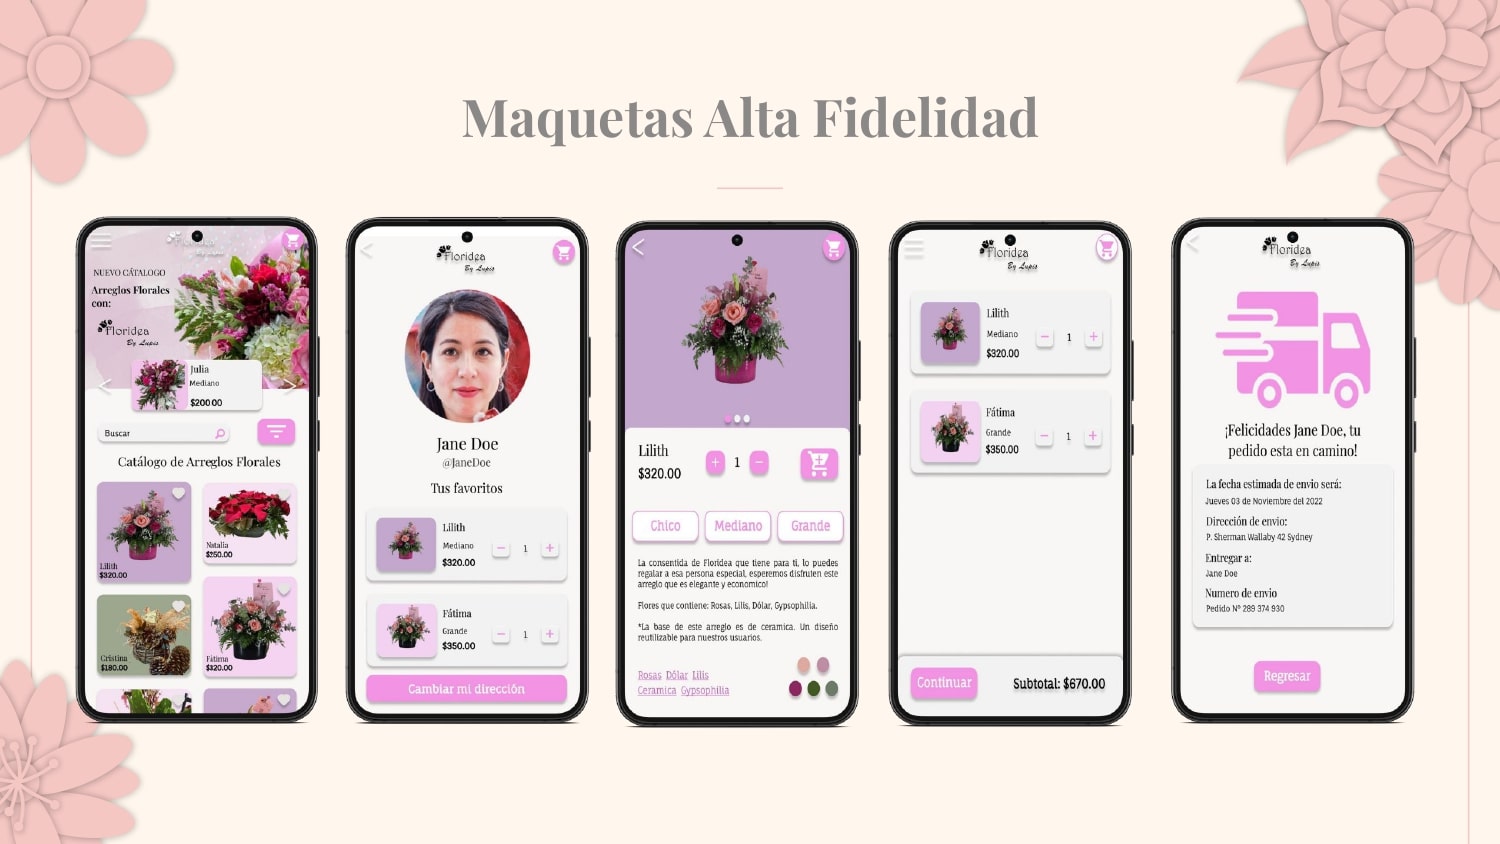 Maquetas Alta Fidelidad
Floridea
By Lupis
NUEVO CÁTALOGO
Arreglos Florales
con:
Floridea
By Lupis
Julia
Mediano
$200.00
Buscar
Catálogo de Arreglos Florales
Lilith
$320.00
Natalia
$250.00
Cristina
$180.00
Fátima
$320.00
Floridea
By Lupis
Jane Doe
@JaneDoe
Tus favoritos
Lilith
Mediano
$320.00
− 1 +
Fátima
Grande
$350.00
− 1 +
Cambiar mi dirección
Lilith
$320.00
+ 1 −
Chico Mediano Grande
La consentida de Floridea que tiene para ti, lo puedes
regalar a esa persona especial, esperemos disfruten este
arreglo que es elegante y economico!
Flores que contiene: Rosas, Lilis, Dólar, Gypsophilia.
*La base de este arreglo es de ceramica. Un diseño
reutilizable para nuestros usuarios.
Rosas Dólar Lilis
Ceramica Gypsophilia
Floridea
By Lupis
Lilith
Mediano
$320.00
− 1 +
Fátima
Grande
$350.00
− 1 +
Continuar
Subtotal: $670.00
Floridea
By Lupis
¡Felicidades Jane Doe, tu
pedido esta en camino!
La fecha estimada de envio será:
Jueves 03 de Noviembre del 2022
Dirección de envio:
P. Sherman Wallaby 42 Sydney
Entregar a:
Jane Doe
Numero de envio
Pedido N° 289 374 930
Regresar